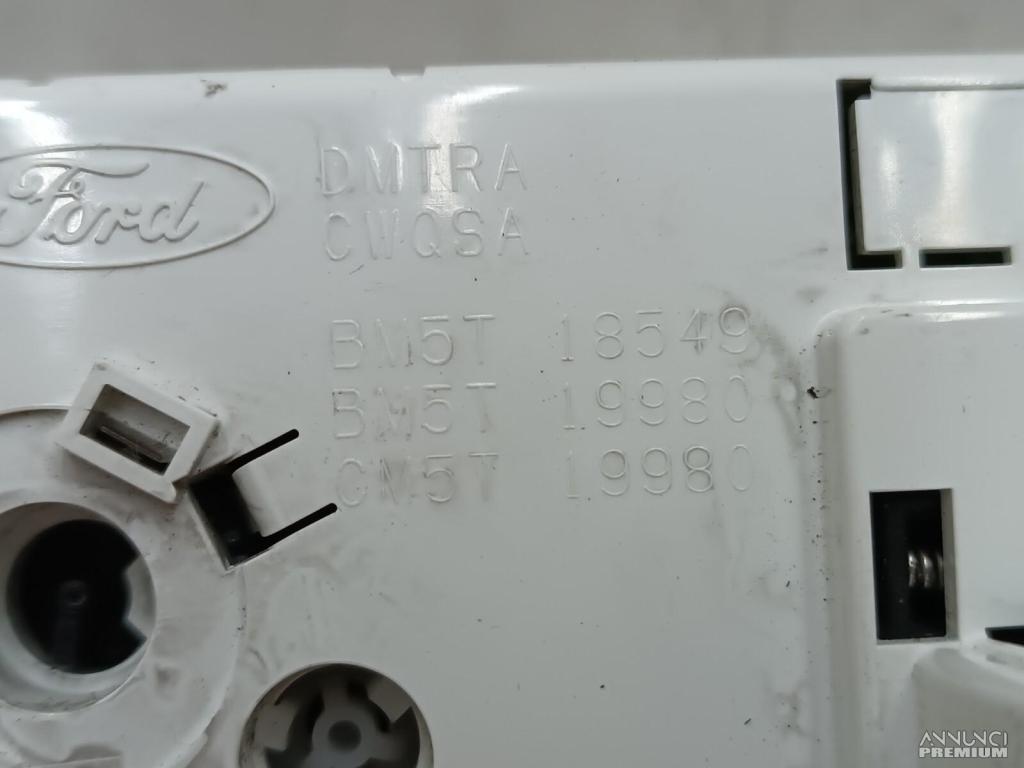 Ford
DMTRA
CWQSA
BM5T 18549
BM5T 19980
CM5T 19980
ANNUNCI
PREMIUM